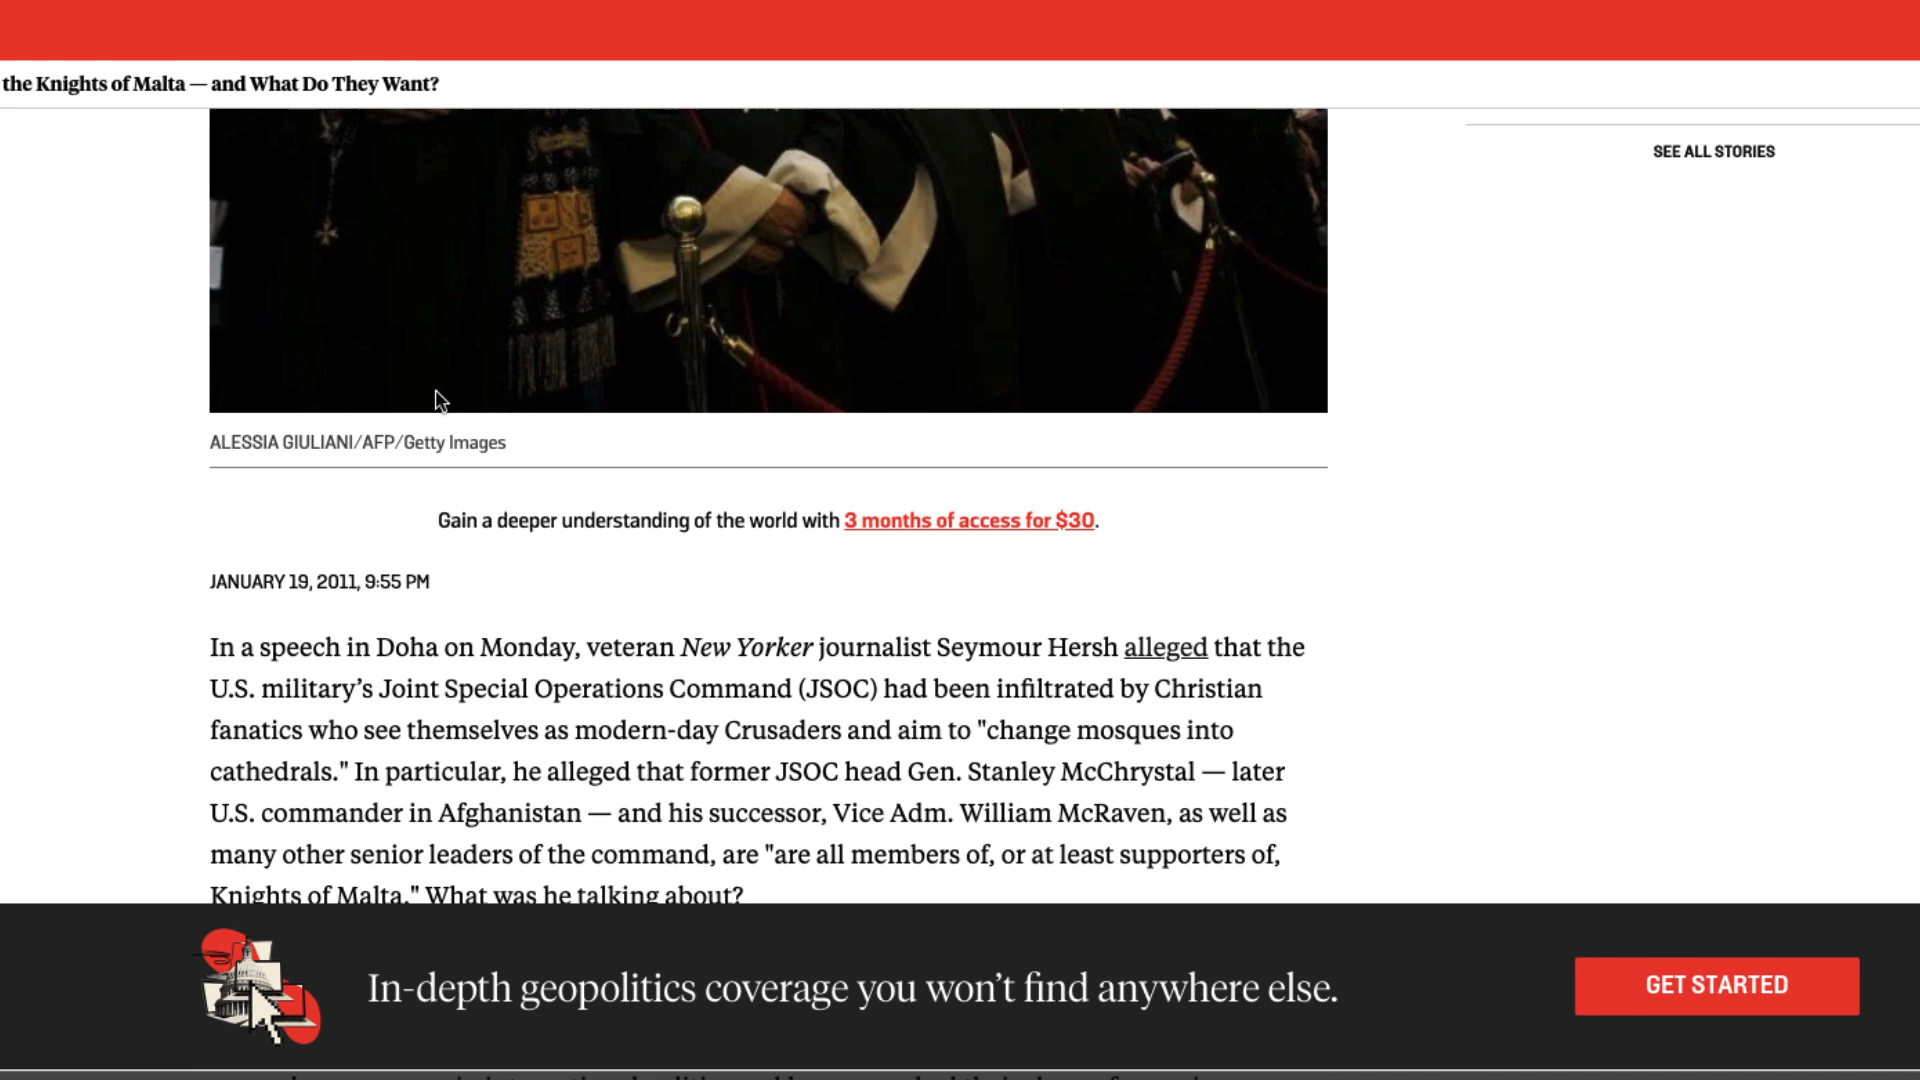 the Knights of Malta — and What Do They Want?
SEE ALL STORIES
ALESSIA GIULIANI/AFP/Getty Images
Gain a deeper understanding of the world with 3 months of access for $30.
JANUARY 19, 2011, 9:55 PM
In a speech in Doha on Monday, veteran New Yorker journalist Seymour Hersh alleged that the
U.S. military’s Joint Special Operations Command (JSOC) had been infiltrated by Christian
fanatics who see themselves as modern-day Crusaders and aim to "change mosques into
cathedrals." In particular, he alleged that former JSOC head Gen. Stanley McChrystal — later
U.S. commander in Afghanistan — and his successor, Vice Adm. William McRaven, as well as
many other senior leaders of the command, are "are all members of, or at least supporters of,
Knights of Malta." What was he talking about?
In-depth geopolitics coverage you won’t find anywhere else.
GET STARTED